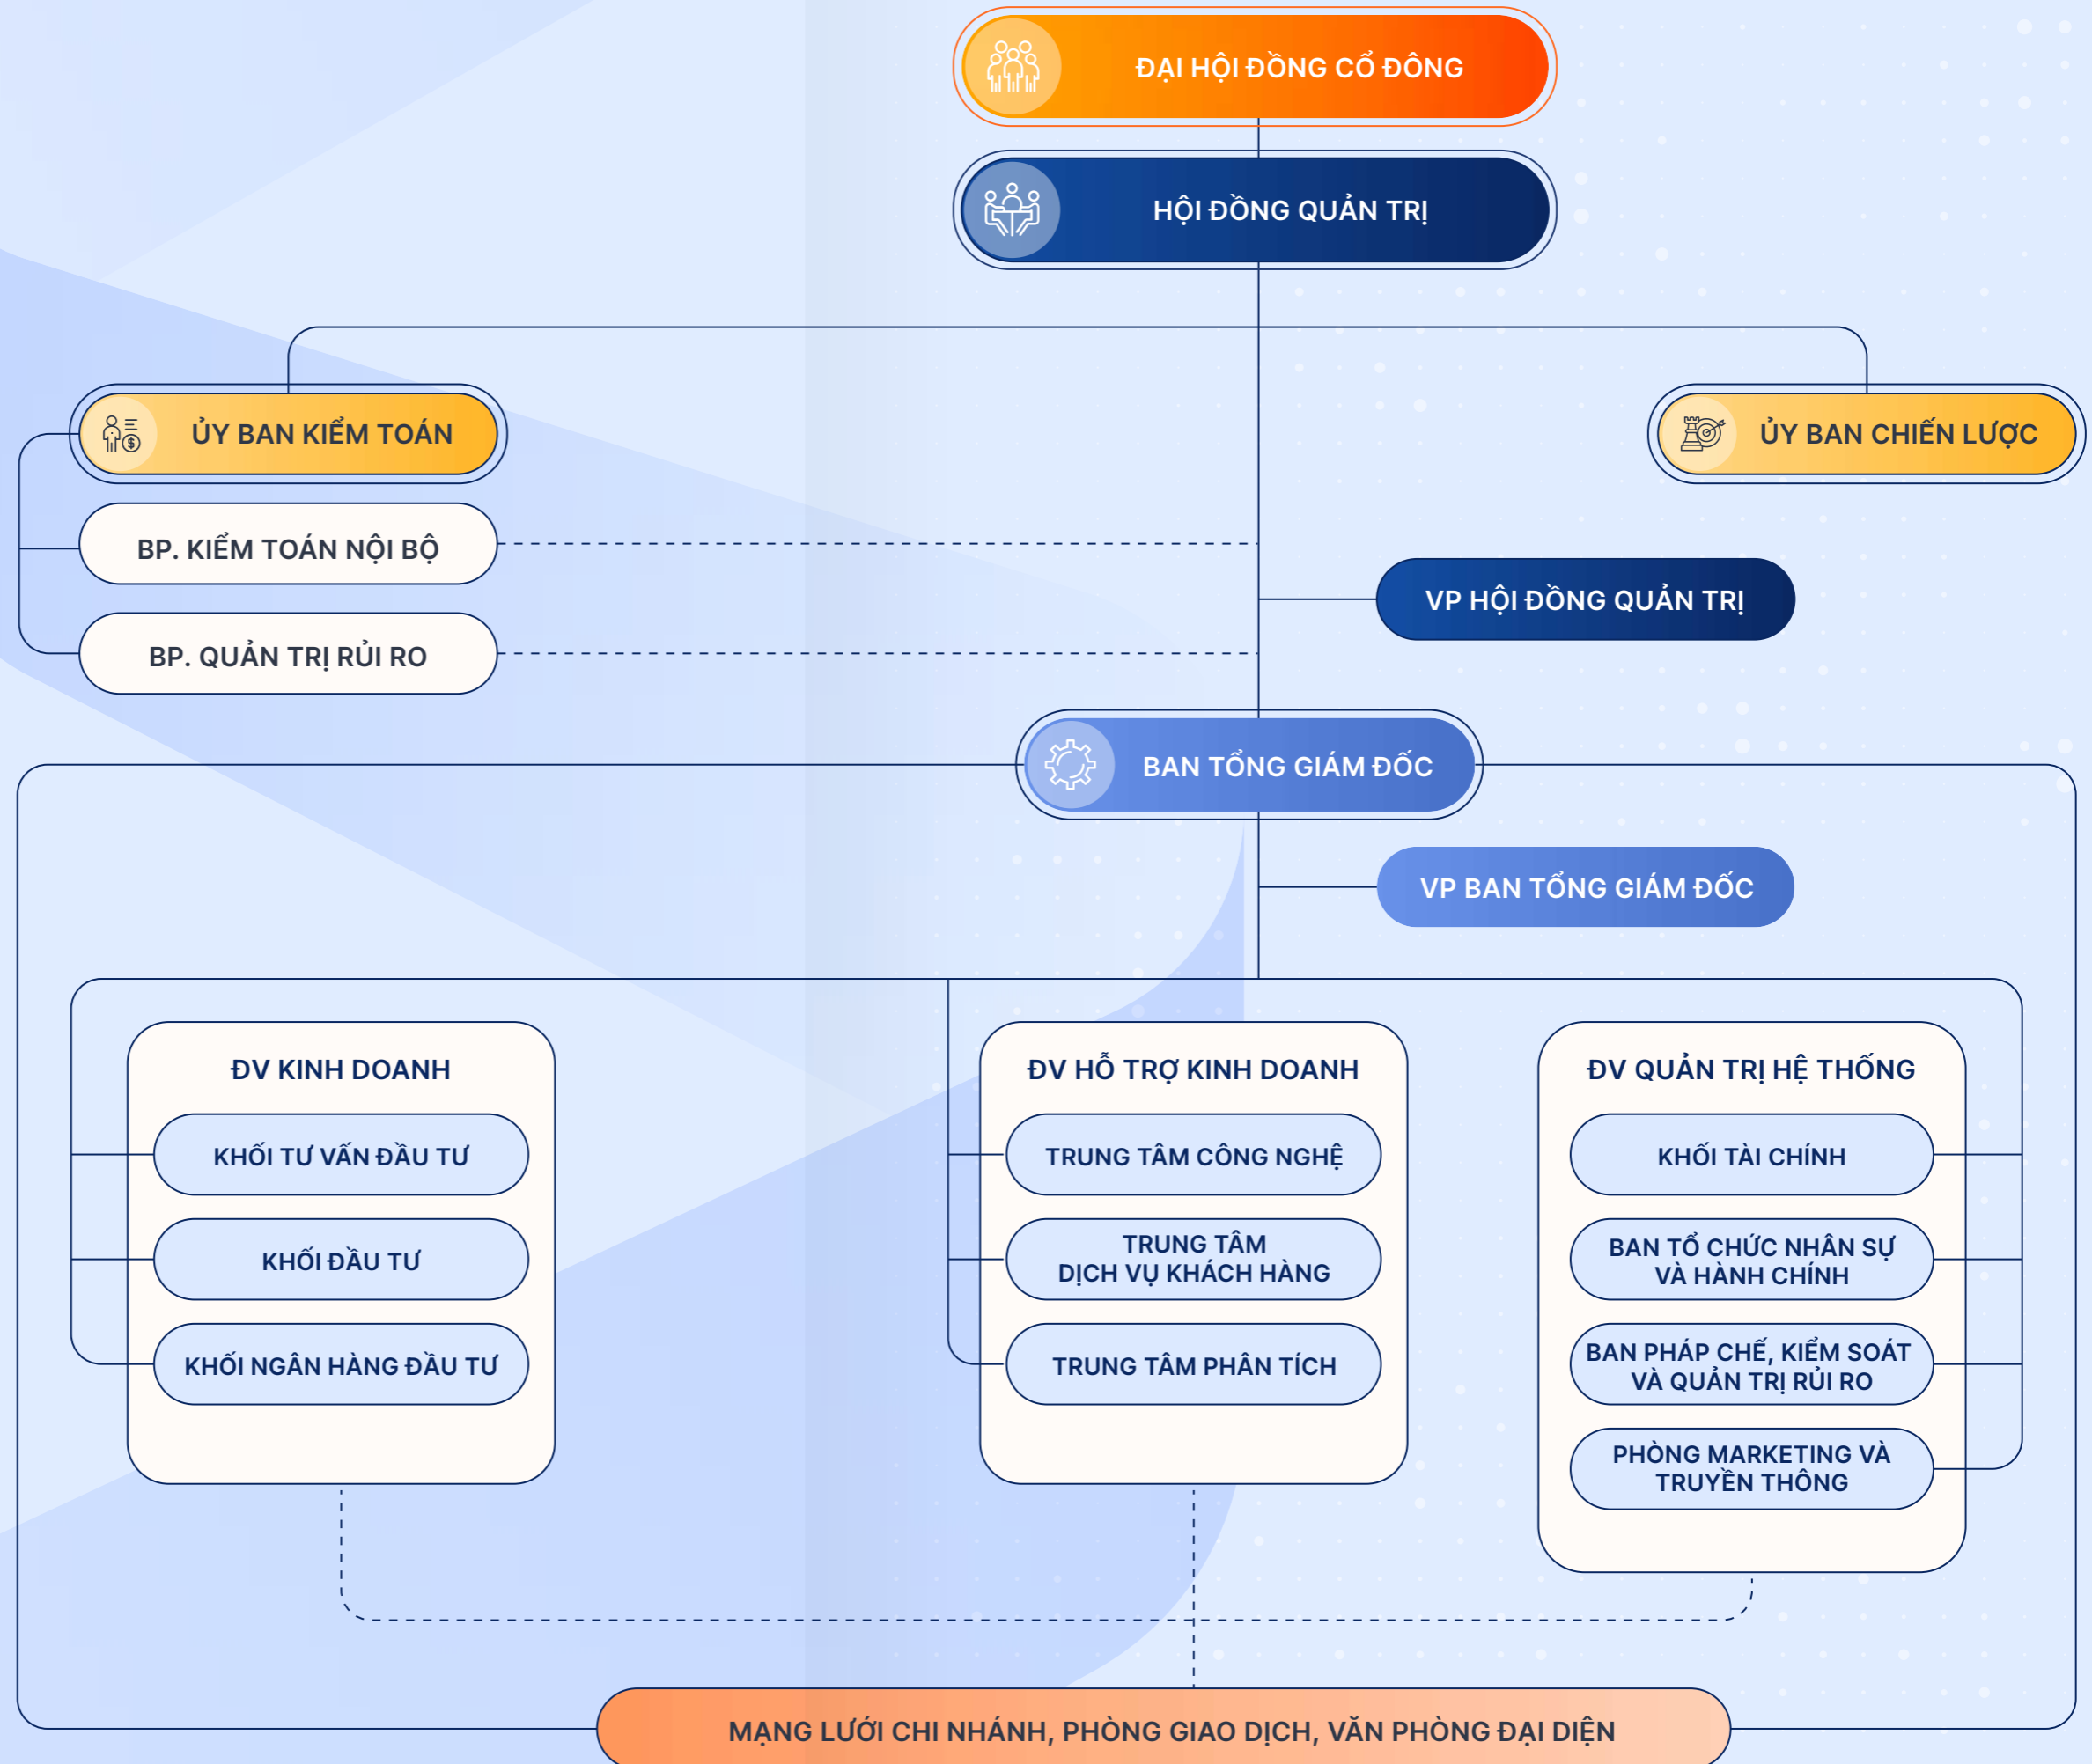 ĐẠI HỘI ĐỒNG CỔ ĐÔNG
HỘI ĐỒNG QUẢN TRỊ
ỦY BAN KIỂM TOÁN
ỦY BAN CHIẾN LƯỢC
BP. KIỂM TOÁN NỘI BỘ
VP HỘI ĐỒNG QUẢN TRỊ
BP. QUẢN TRỊ RỦI RO
BAN TỔNG GIÁM ĐỐC
VP BAN TỔNG GIÁM ĐỐC
ĐV KINH DOANH
KHỐI TƯ VẤN ĐẦU TƯ
KHỐI ĐẦU TƯ
KHỐI NGÂN HÀNG ĐẦU TƯ
ĐV HỖ TRỢ KINH DOANH
TRUNG TÂM CÔNG NGHỆ
TRUNG TÂM
DỊCH VỤ KHÁCH HÀNG
TRUNG TÂM PHÂN TÍCH
ĐV QUẢN TRỊ HỆ THỐNG
KHỐI TÀI CHÍNH
BAN TỔ CHỨC NHÂN SỰ
VÀ HÀNH CHÍNH
BAN PHÁP CHẾ, KIỂM SOÁT
VÀ QUẢN TRỊ RỦI RO
PHÒNG MARKETING VÀ
TRUYỀN THÔNG
MẠNG LƯỚI CHI NHÁNH, PHÒNG GIAO DỊCH, VĂN PHÒNG ĐẠI DIỆN